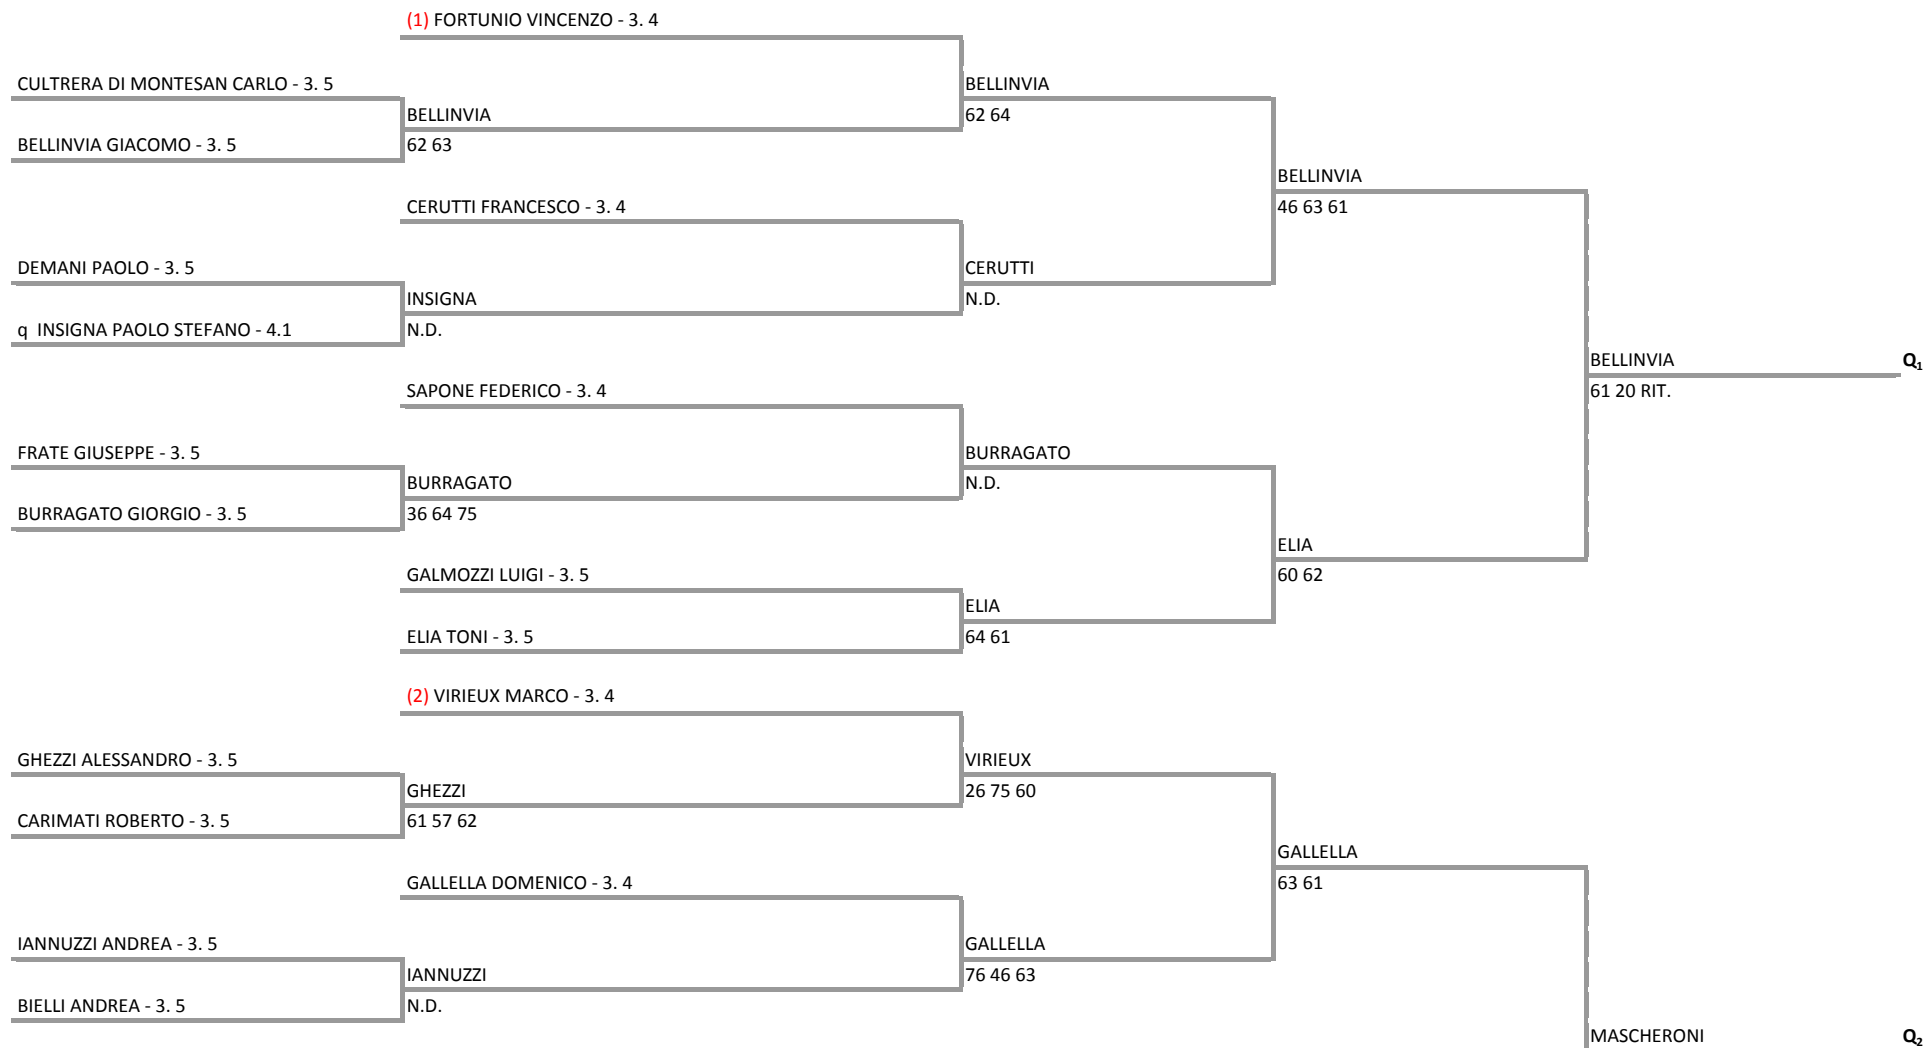 (1) FORTUNIO VINCENZO - 3. 4
CULTRERA DI MONTESAN CARLO - 3. 5
BELLINVIA
BELLINVIA
62 64
BELLINVIA GIACOMO - 3. 5
62 63
BELLINVIA
CERUTTI FRANCESCO - 3. 4
46 63 61
DEMANI PAOLO - 3. 5
CERUTTI
INSIGNA
N.D.
q INSIGNA PAOLO STEFANO - 4.1
N.D.
BELLINVIA
Q1
SAPONE FEDERICO - 3. 4
61 20 RIT.
FRATE GIUSEPPE - 3. 5
BURRAGATO
BURRAGATO
N.D.
BURRAGATO GIORGIO - 3. 5
36 64 75
ELIA
GALMOZZI LUIGI - 3. 5
60 62
ELIA
ELIA TONI - 3. 5
64 61
(2) VIRIEUX MARCO - 3. 4
GHEZZI ALESSANDRO - 3. 5
VIRIEUX
GHEZZI
26 75 60
CARIMATI ROBERTO - 3. 5
61 57 62
GALLELLA
GALLELLA DOMENICO - 3. 4
63 61
IANNUZZI ANDREA - 3. 5
GALLELLA
IANNUZZI
76 46 63
BIELLI ANDREA - 3. 5
N.D.
MASCHERONI
Q2